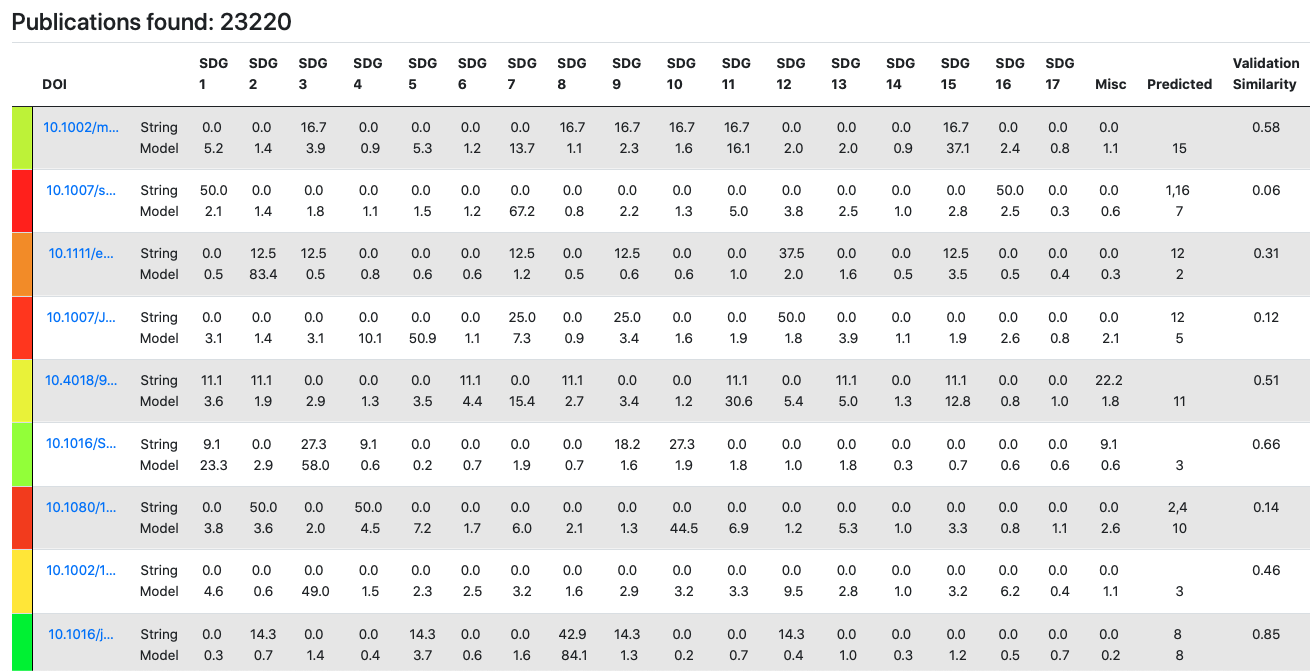 Publications found: 23220
SDG SDG SDG SDG SDG SDG SDG SDG SDG SDG SDG SDG SDG SDG SDG SDG SDG Validation
DOI 1 2 3 4 5 6 7 8 9 10 11 12 13 14 15 16 17 Misc Predicted Similarity
10.1002/m... String 0.0 0.0 16.7 0.0 0.0 0.0 0.0 16.7 16.7 16.7 16.7 0.0 0.0 0.0 16.7 0.0 0.0 0.0 0.58
Model 5.2 1.4 3.9 0.9 5.3 1.2 13.7 1.1 2.3 1.6 16.1 2.0 2.0 0.9 37.1 2.4 0.8 1.1 15
10.1007/s... String 50.0 0.0 0.0 0.0 0.0 0.0 0.0 0.0 0.0 0.0 0.0 0.0 0.0 0.0 0.0 50.0 0.0 0.0 1,16 0.06
Model 2.1 1.4 1.8 1.1 1.5 1.2 67.2 0.8 2.2 1.3 5.0 3.8 2.5 1.0 2.8 2.5 0.3 0.6 7
10.1111/e... String 0.0 12.5 12.5 0.0 0.0 0.0 12.5 0.0 12.5 0.0 0.0 37.5 0.0 0.0 12.5 0.0 0.0 0.0 12 0.31
Model 0.5 83.4 0.5 0.8 0.6 0.6 1.2 0.5 0.6 0.6 1.0 2.0 1.6 0.5 3.5 0.5 0.4 0.3 2
10.1007/J... String 0.0 0.0 0.0 0.0 0.0 0.0 25.0 0.0 25.0 0.0 0.0 50.0 0.0 0.0 0.0 0.0 0.0 0.0 12 0.12
Model 3.1 1.4 3.1 10.1 50.9 1.1 7.3 0.9 3.4 1.6 1.9 1.8 3.9 1.1 1.9 2.6 0.8 2.1 5
10.4018/9... String 11.1 11.1 0.0 0.0 0.0 11.1 0.0 11.1 0.0 0.0 11.1 0.0 11.1 0.0 11.1 0.0 0.0 22.2 0.51
Model 3.6 1.9 2.9 1.3 3.5 4.4 15.4 2.7 3.4 1.2 30.6 5.4 5.0 1.3 12.8 0.8 1.0 1.8 11
10.1016/S... String 9.1 0.0 27.3 9.1 0.0 0.0 0.0 0.0 18.2 27.3 0.0 0.0 0.0 0.0 0.0 0.0 0.0 9.1 0.66
Model 23.3 2.9 58.0 0.6 0.2 0.7 1.9 0.7 1.6 1.9 1.8 1.0 1.8 0.3 0.7 0.6 0.6 0.6 3
10.1080/1... String 0.0 50.0 0.0 50.0 0.0 0.0 0.0 0.0 0.0 0.0 0.0 0.0 0.0 0.0 0.0 0.0 0.0 0.0 2,4 0.14
Model 3.8 3.6 2.0 4.5 7.2 1.7 6.0 2.1 1.3 44.5 6.9 1.2 5.3 1.0 3.3 0.8 1.1 2.6 10
10.1002/1... String 0.0 0.0 0.0 0.0 0.0 0.0 0.0 0.0 0.0 0.0 0.0 0.0 0.0 0.0 0.0 0.0 0.0 0.0 0.46
Model 4.6 0.6 49.0 1.5 2.3 2.5 3.2 1.6 2.9 3.2 3.3 9.5 2.8 1.0 3.2 6.2 0.4 1.1 3
10.1016/j... String 0.0 14.3 0.0 0.0 14.3 0.0 0.0 42.9 14.3 0.0 0.0 14.3 0.0 0.0 0.0 0.0 0.0 0.0 8 0.85
Model 0.3 0.7 1.4 0.4 3.7 0.6 1.6 84.1 1.3 0.2 0.7 0.4 1.0 0.3 1.2 0.5 0.7 0.2 8